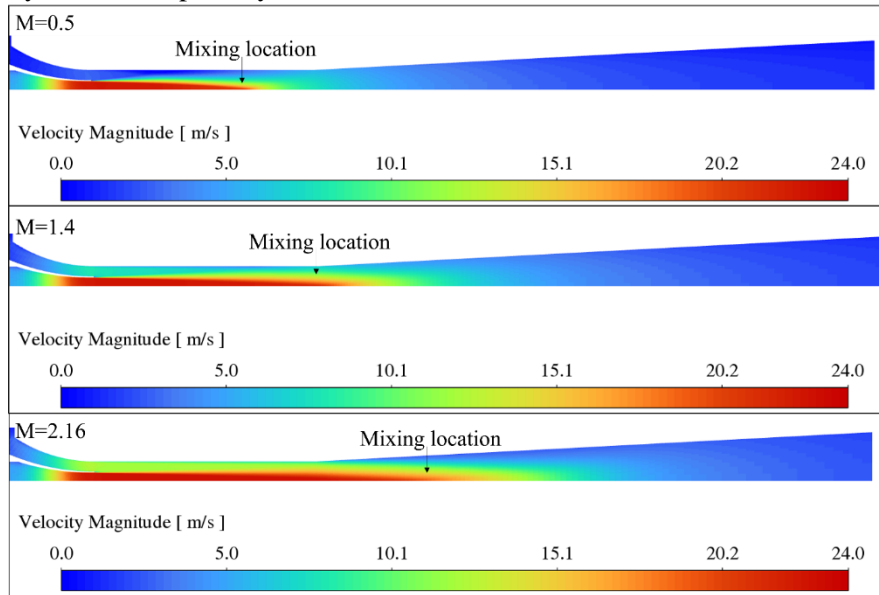 M=0.5
Mixing location
Velocity Magnitude [ m/s ]
0.0 5.0 10.1 15.1 20.2 24.0
M=1.4
Mixing location
Velocity Magnitude [ m/s ]
0.0 5.0 10.1 15.1 20.2 24.0
M=2.16
Mixing location
Velocity Magnitude [ m/s ]
0.0 5.0 10.1 15.1 20.2 24.0